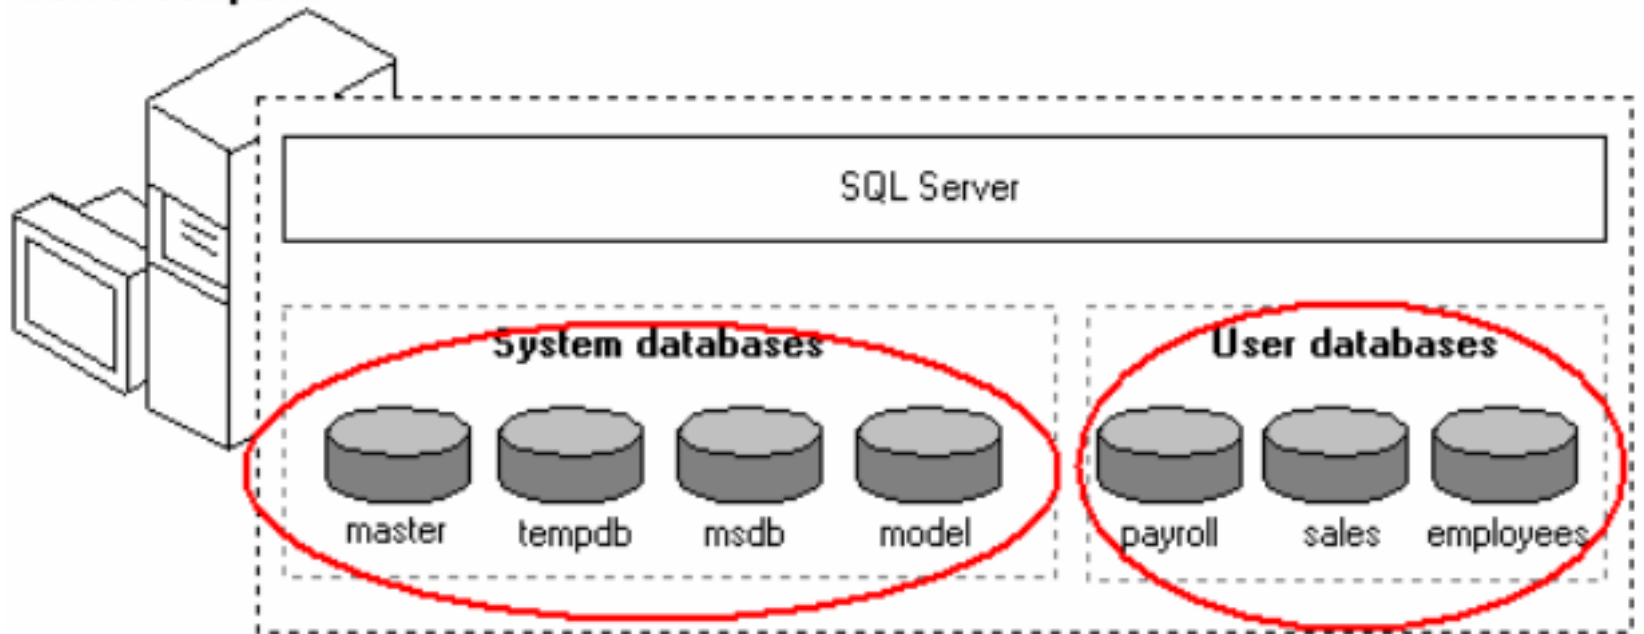 SQL Server
System databases
User databases
master
tempdb
msdb
model
payroll
sales
employees